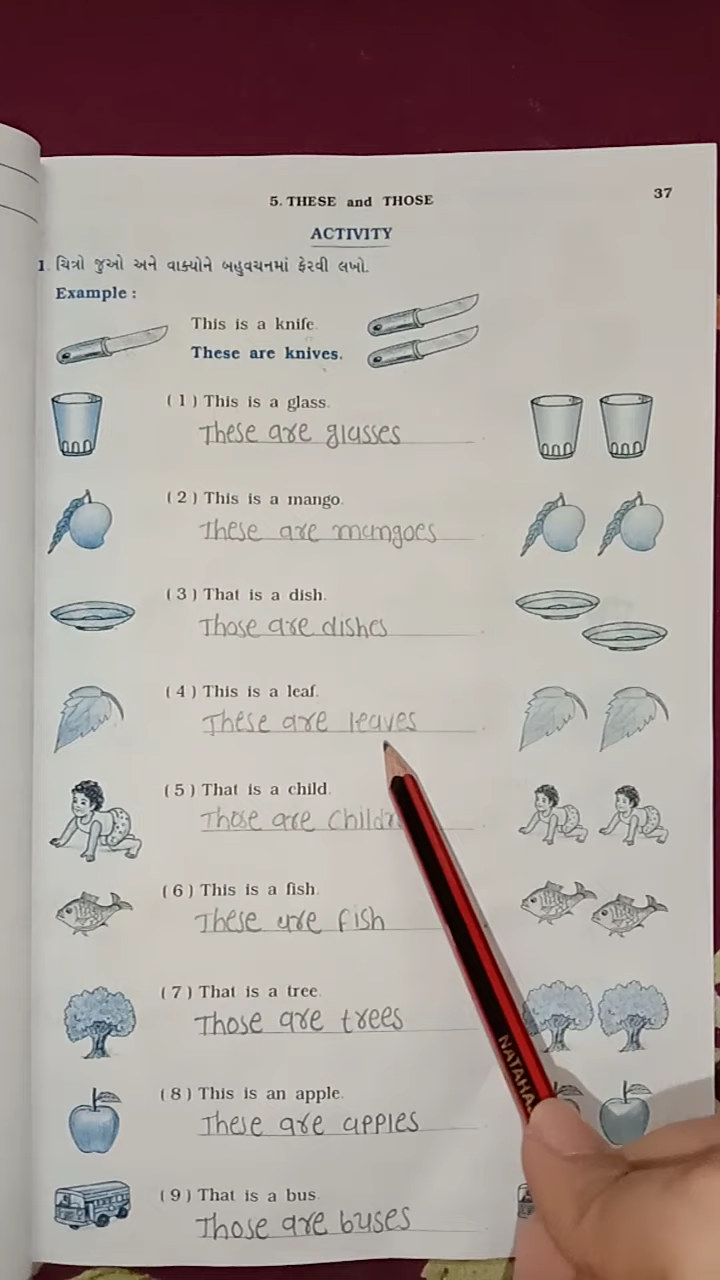 5. THESE and THOSE
37
ACTIVITY
1. ચિત્રો જુઓ અને વાક્યોને બહુવચનમાં ફેરવી લખો.
Example :
This is a knife.
These are knives.
( 1 ) This is a glass.
These are glasses
( 2 ) This is a mango.
These are mangoes
( 3 ) That is a dish.
Those are dishes
( 4 ) This is a leaf.
These are leaves
( 5 ) That is a child.
Those are
( 6 ) This is a fish.
These are fish
( 7 ) That is a tree.
Those are trees
( 8 ) This is an apple.
These are apples
( 9 ) That is a bus.
Those are buses